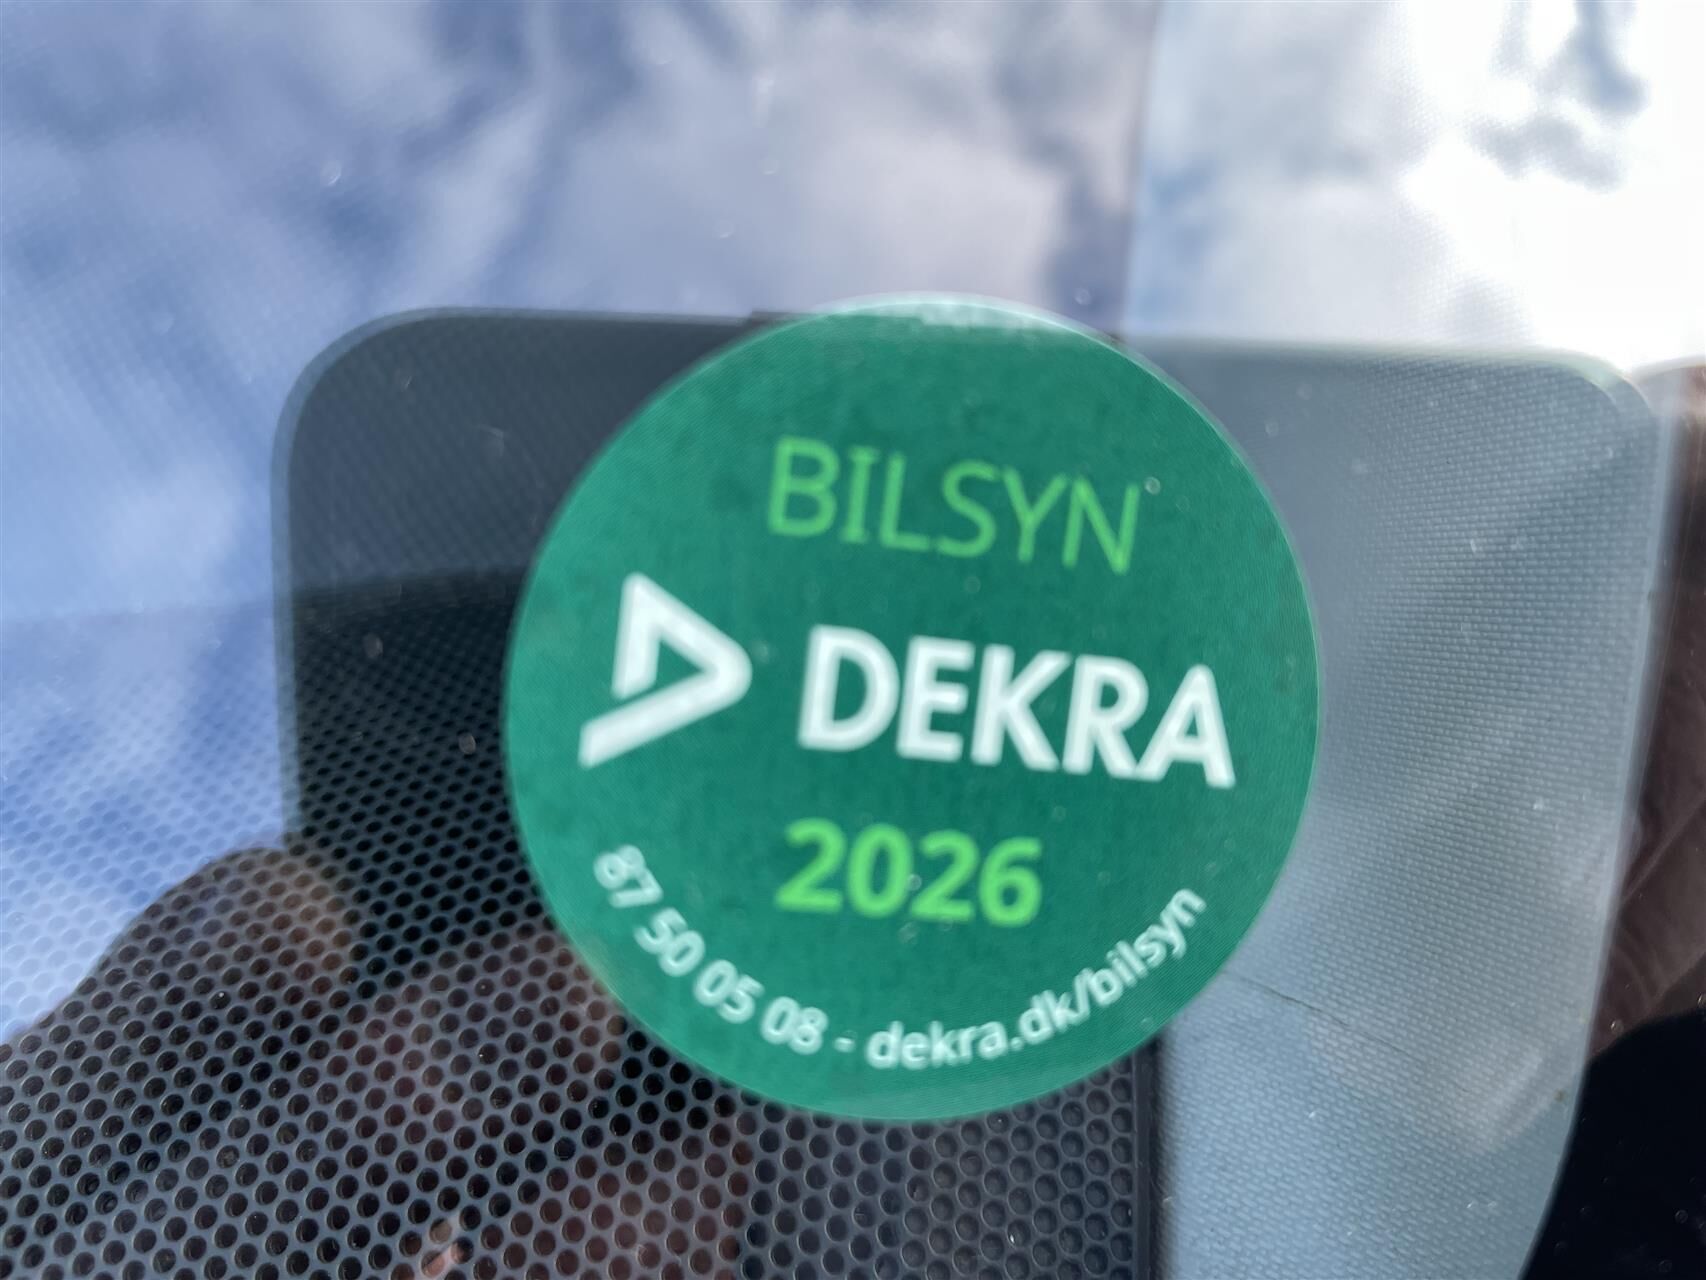 BILSYN
DEKRA
2026
87 50 05 08 - dekra.dk/bilsyn